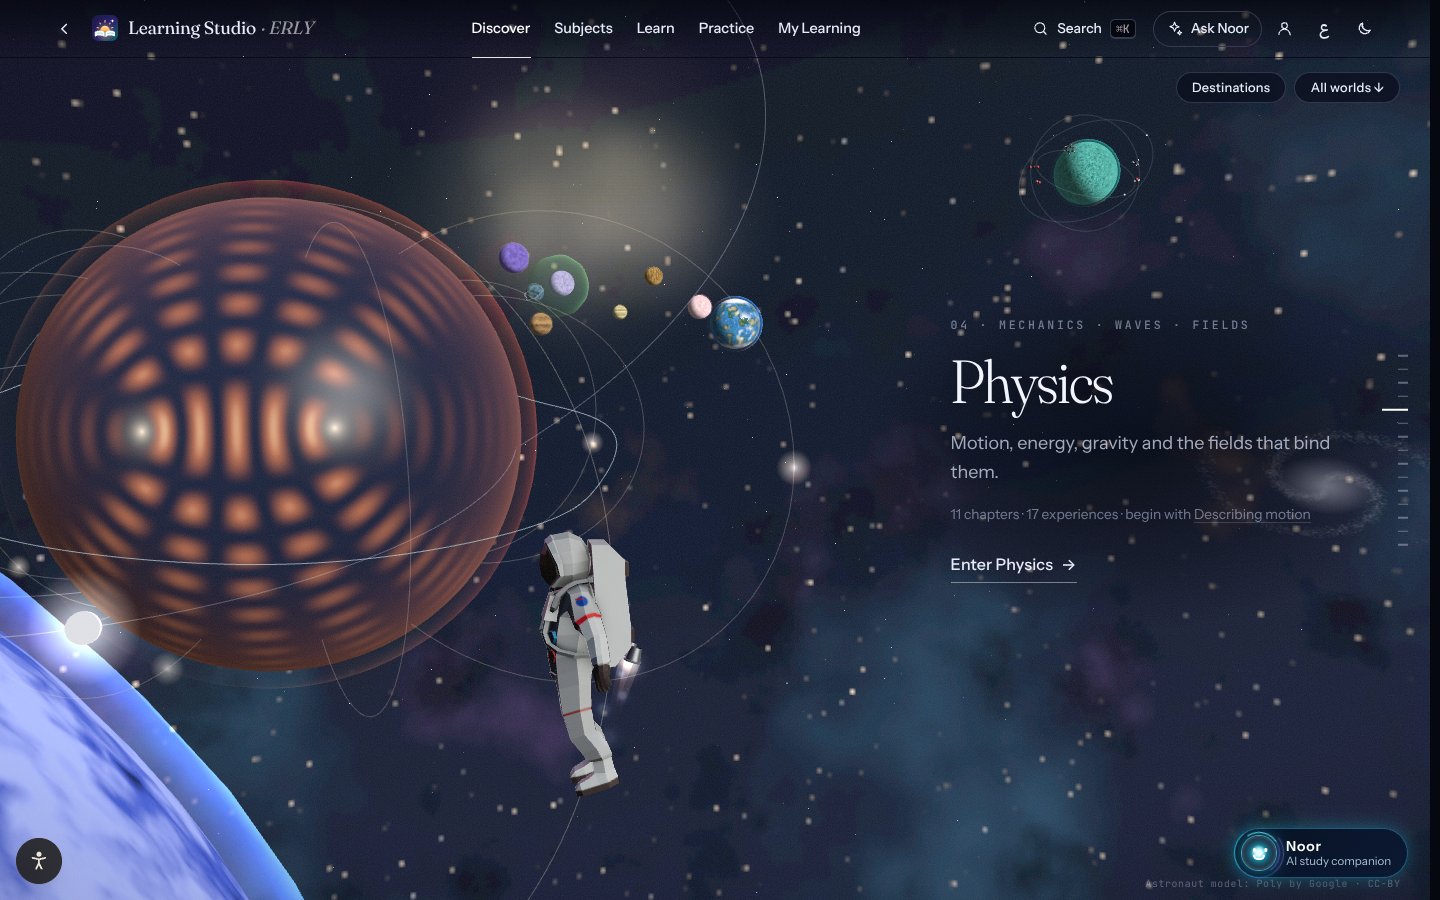 Learning Studio · ERLY
Discover
Subjects
Learn
Practice
My Learning
Search
⌘K
Ask Noor
ع
Destinations
All worlds ↓
04 · MECHANICS · WAVES · FIELDS
Physics
Motion, energy, gravity and the fields that bind
them.
11 chapters · 17 experiences · begin with Describing motion
Enter Physics →
Noor
AI study companion
Astronaut model: Poly by Google · CC-BY